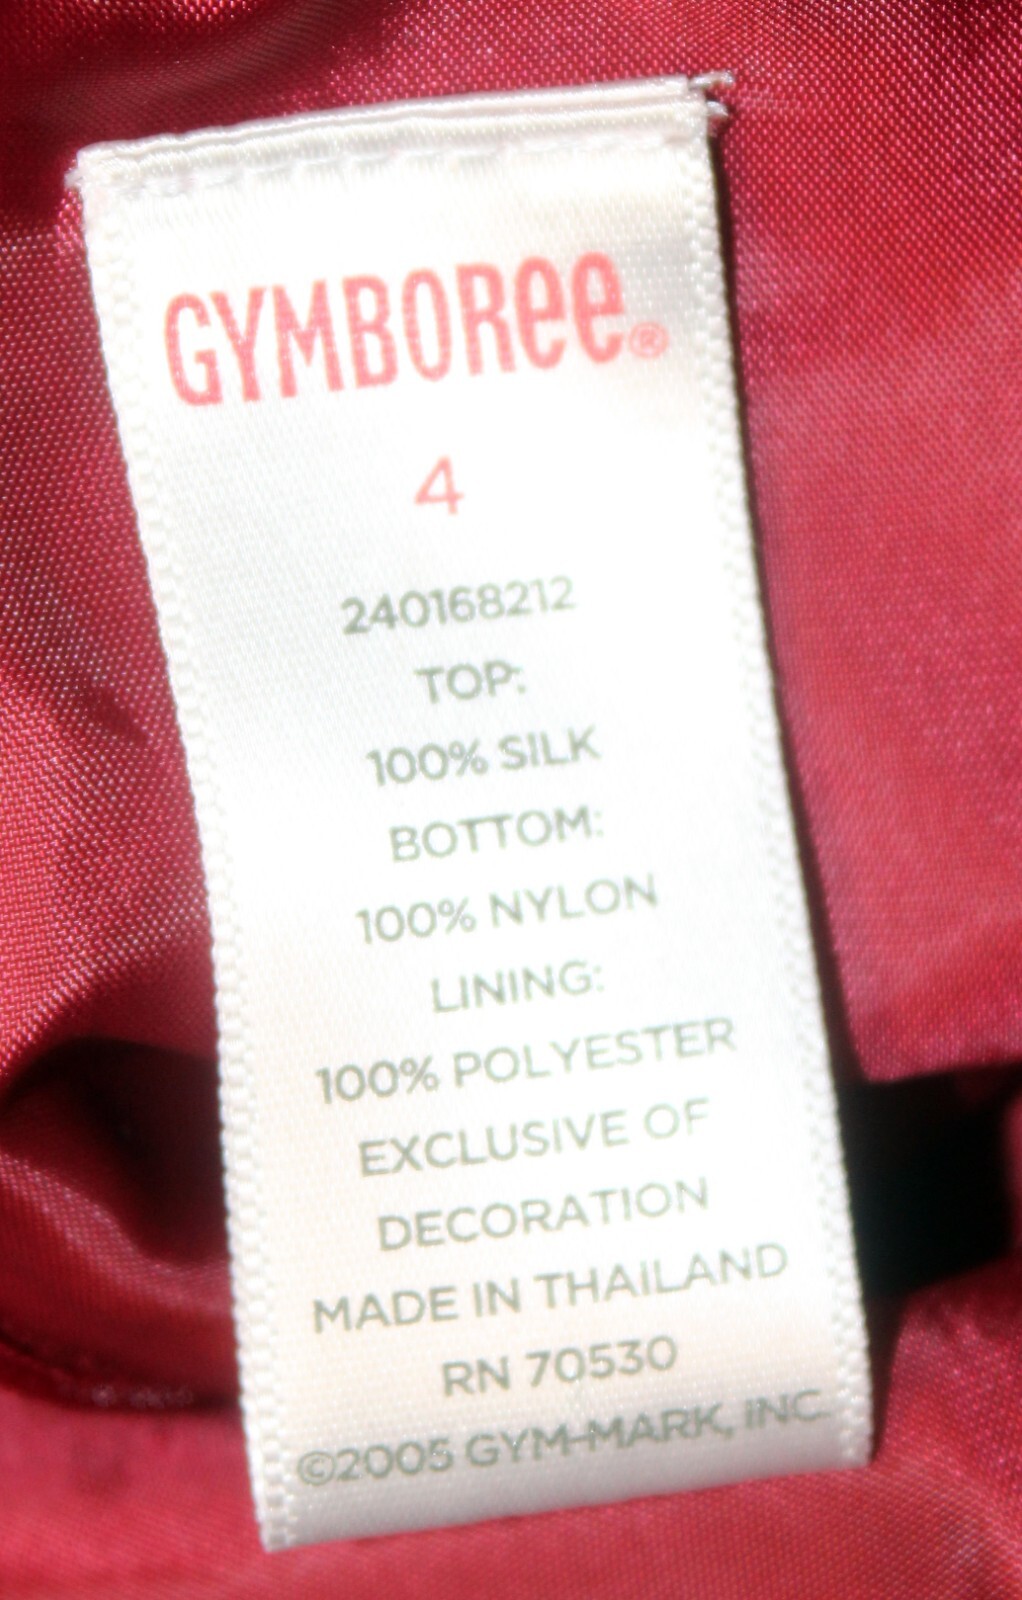 GYMBOREE®
4
240168212
TOP:
100% SILK
BOTTOM:
100% NYLON
LINING:
100% POLYESTER
EXCLUSIVE OF
DECORATION
MADE IN THAILAND
RN 70530
©2005 GYM-MARK, INC.